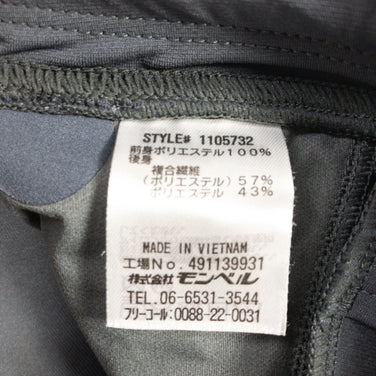 STYLE# 1105732
前身ポリエステル100%
後身
複合繊維
(ポリエステル) 57%
ポリエステル 43%
MADE IN VIETNAM
工場No. 491139931
株式会社モンベル
TEL. 06-6531-3544
フリーコール:0088-22-0031